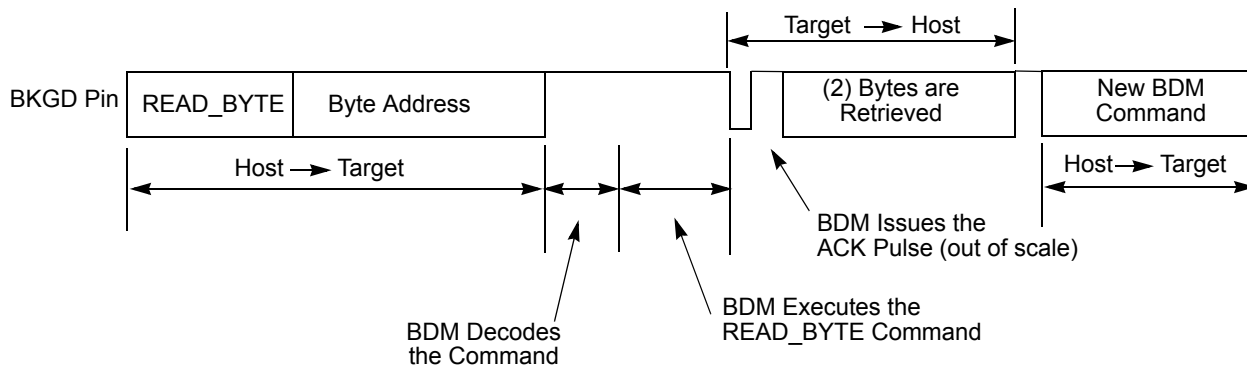 Target → Host
BKGD Pin
READ_BYTE
Byte Address
(2) Bytes are
Retrieved
New BDM
Command
Host → Target
Host → Target
BDM Issues the
ACK Pulse (out of scale)
BDM Decodes
the Command
BDM Executes the
READ_BYTE Command